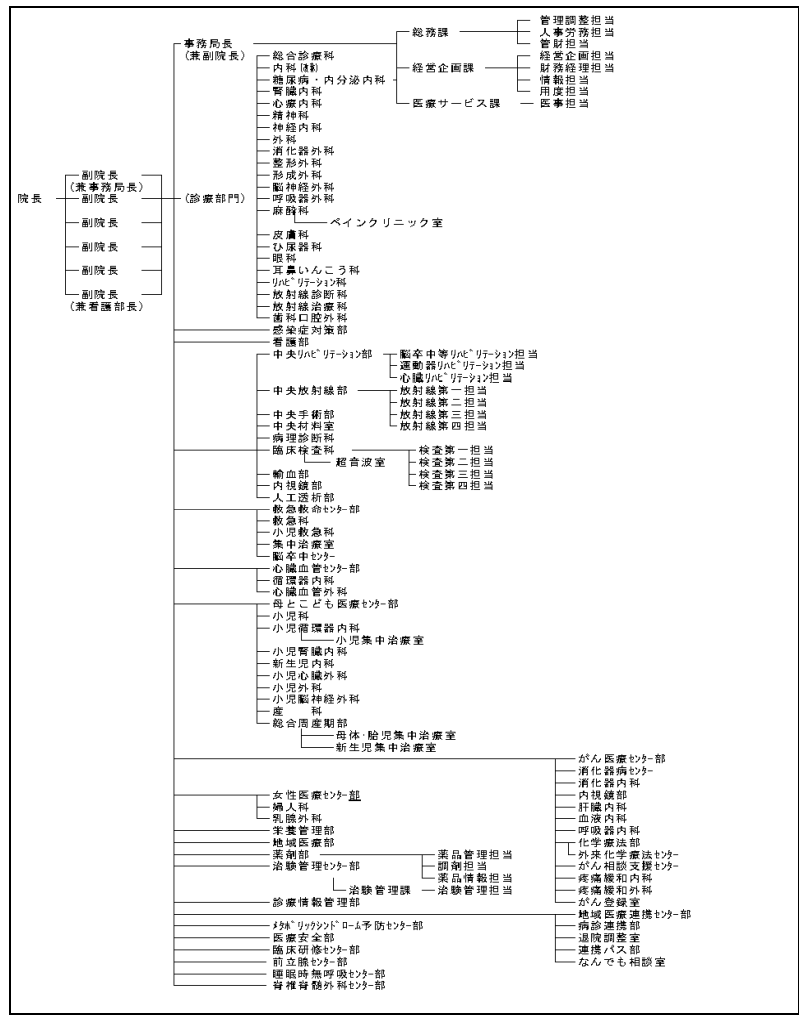 管理調整担当
総務課 人事労務担当
事務局長 管財担当
(兼副院長) 総合診療科 経営企画担当
内科 経営企画課 財務経理担当
糖尿病・内分泌内科 情報担当
腎臓内科 用度担当
心療内科 医療サービス課 医事担当
精神科
神経内科
外科
消化器外科
整形外科
副院長 形成外科
(兼事務局長) 脳神経外科
院長 副院長 (診療部門) 呼吸器外科
麻酔科
副院長 ペインクリニック室
皮膚科
副院長 ひ尿器科
眼科
副院長 耳鼻いんこう科
ﾘﾊﾋﾞﾘﾃｰｼｮﾝ科
副院長 放射線診断科
(兼看護部長) 放射線治療科
歯科口腔外科
感染症対策部
看護部
中央ﾘﾊﾋﾞﾘﾃｰｼｮﾝ部 脳卒中等ﾘﾊﾋﾞﾘﾃｰｼｮﾝ担当
運動器ﾘﾊﾋﾞﾘﾃｰｼｮﾝ担当
心臓ﾘﾊﾋﾞﾘﾃｰｼｮﾝ担当
中央放射線部 放射線第一担当
放射線第二担当
中央手術部 放射線第三担当
中央材料室 放射線第四担当
病理診断科
臨床検査科 検査第一担当
超音波室 検査第二担当
輸血部 検査第三担当
内視鏡部 検査第四担当
人工透析部
救急救命ｾﾝﾀｰ部
救急科
小児救急科
集中治療室
脳卒中ｾﾝﾀｰ
心臓血管ｾﾝﾀｰ部
循環器内科
心臓血管外科
母とこども医療ｾﾝﾀｰ部
小児科
小児循環器内科
小児集中治療室
小児腎臓内科
新生児内科
小児心臓外科
小児外科
小児脳神経外科
産　　科
総合周産期部
母体・胎児集中治療室
新生児集中治療室
がん医療ｾﾝﾀｰ部
消化器病ｾﾝﾀｰ
消化器内科
女性医療ｾﾝﾀｰ部 内視鏡部
婦人科 肝臓内科
乳腺外科 血液内科
栄養管理部 呼吸器内科
地域医療部 化学療法部
薬剤部 薬品管理担当 外来化学療法ｾﾝﾀｰ
治験管理ｾﾝﾀｰ部 調剤担当 がん相談支援ｾﾝﾀｰ
薬品情報担当 疼痛緩和内科
治験管理課 治験管理担当 疼痛緩和外科
診療情報管理部 がん登録室
地域医療連携ｾﾝﾀｰ部
ﾒﾀﾎﾞﾘｯｸｼﾝﾄﾞﾛｰﾑ予防ｾﾝﾀｰ部 病診連携部
医療安全部 退院調整室
臨床研修ｾﾝﾀｰ部 連携パス部
前立腺ｾﾝﾀｰ部 なんでも相談室
睡眠時無呼吸ｾﾝﾀｰ部
脊椎脊髄外科ｾﾝﾀｰ部